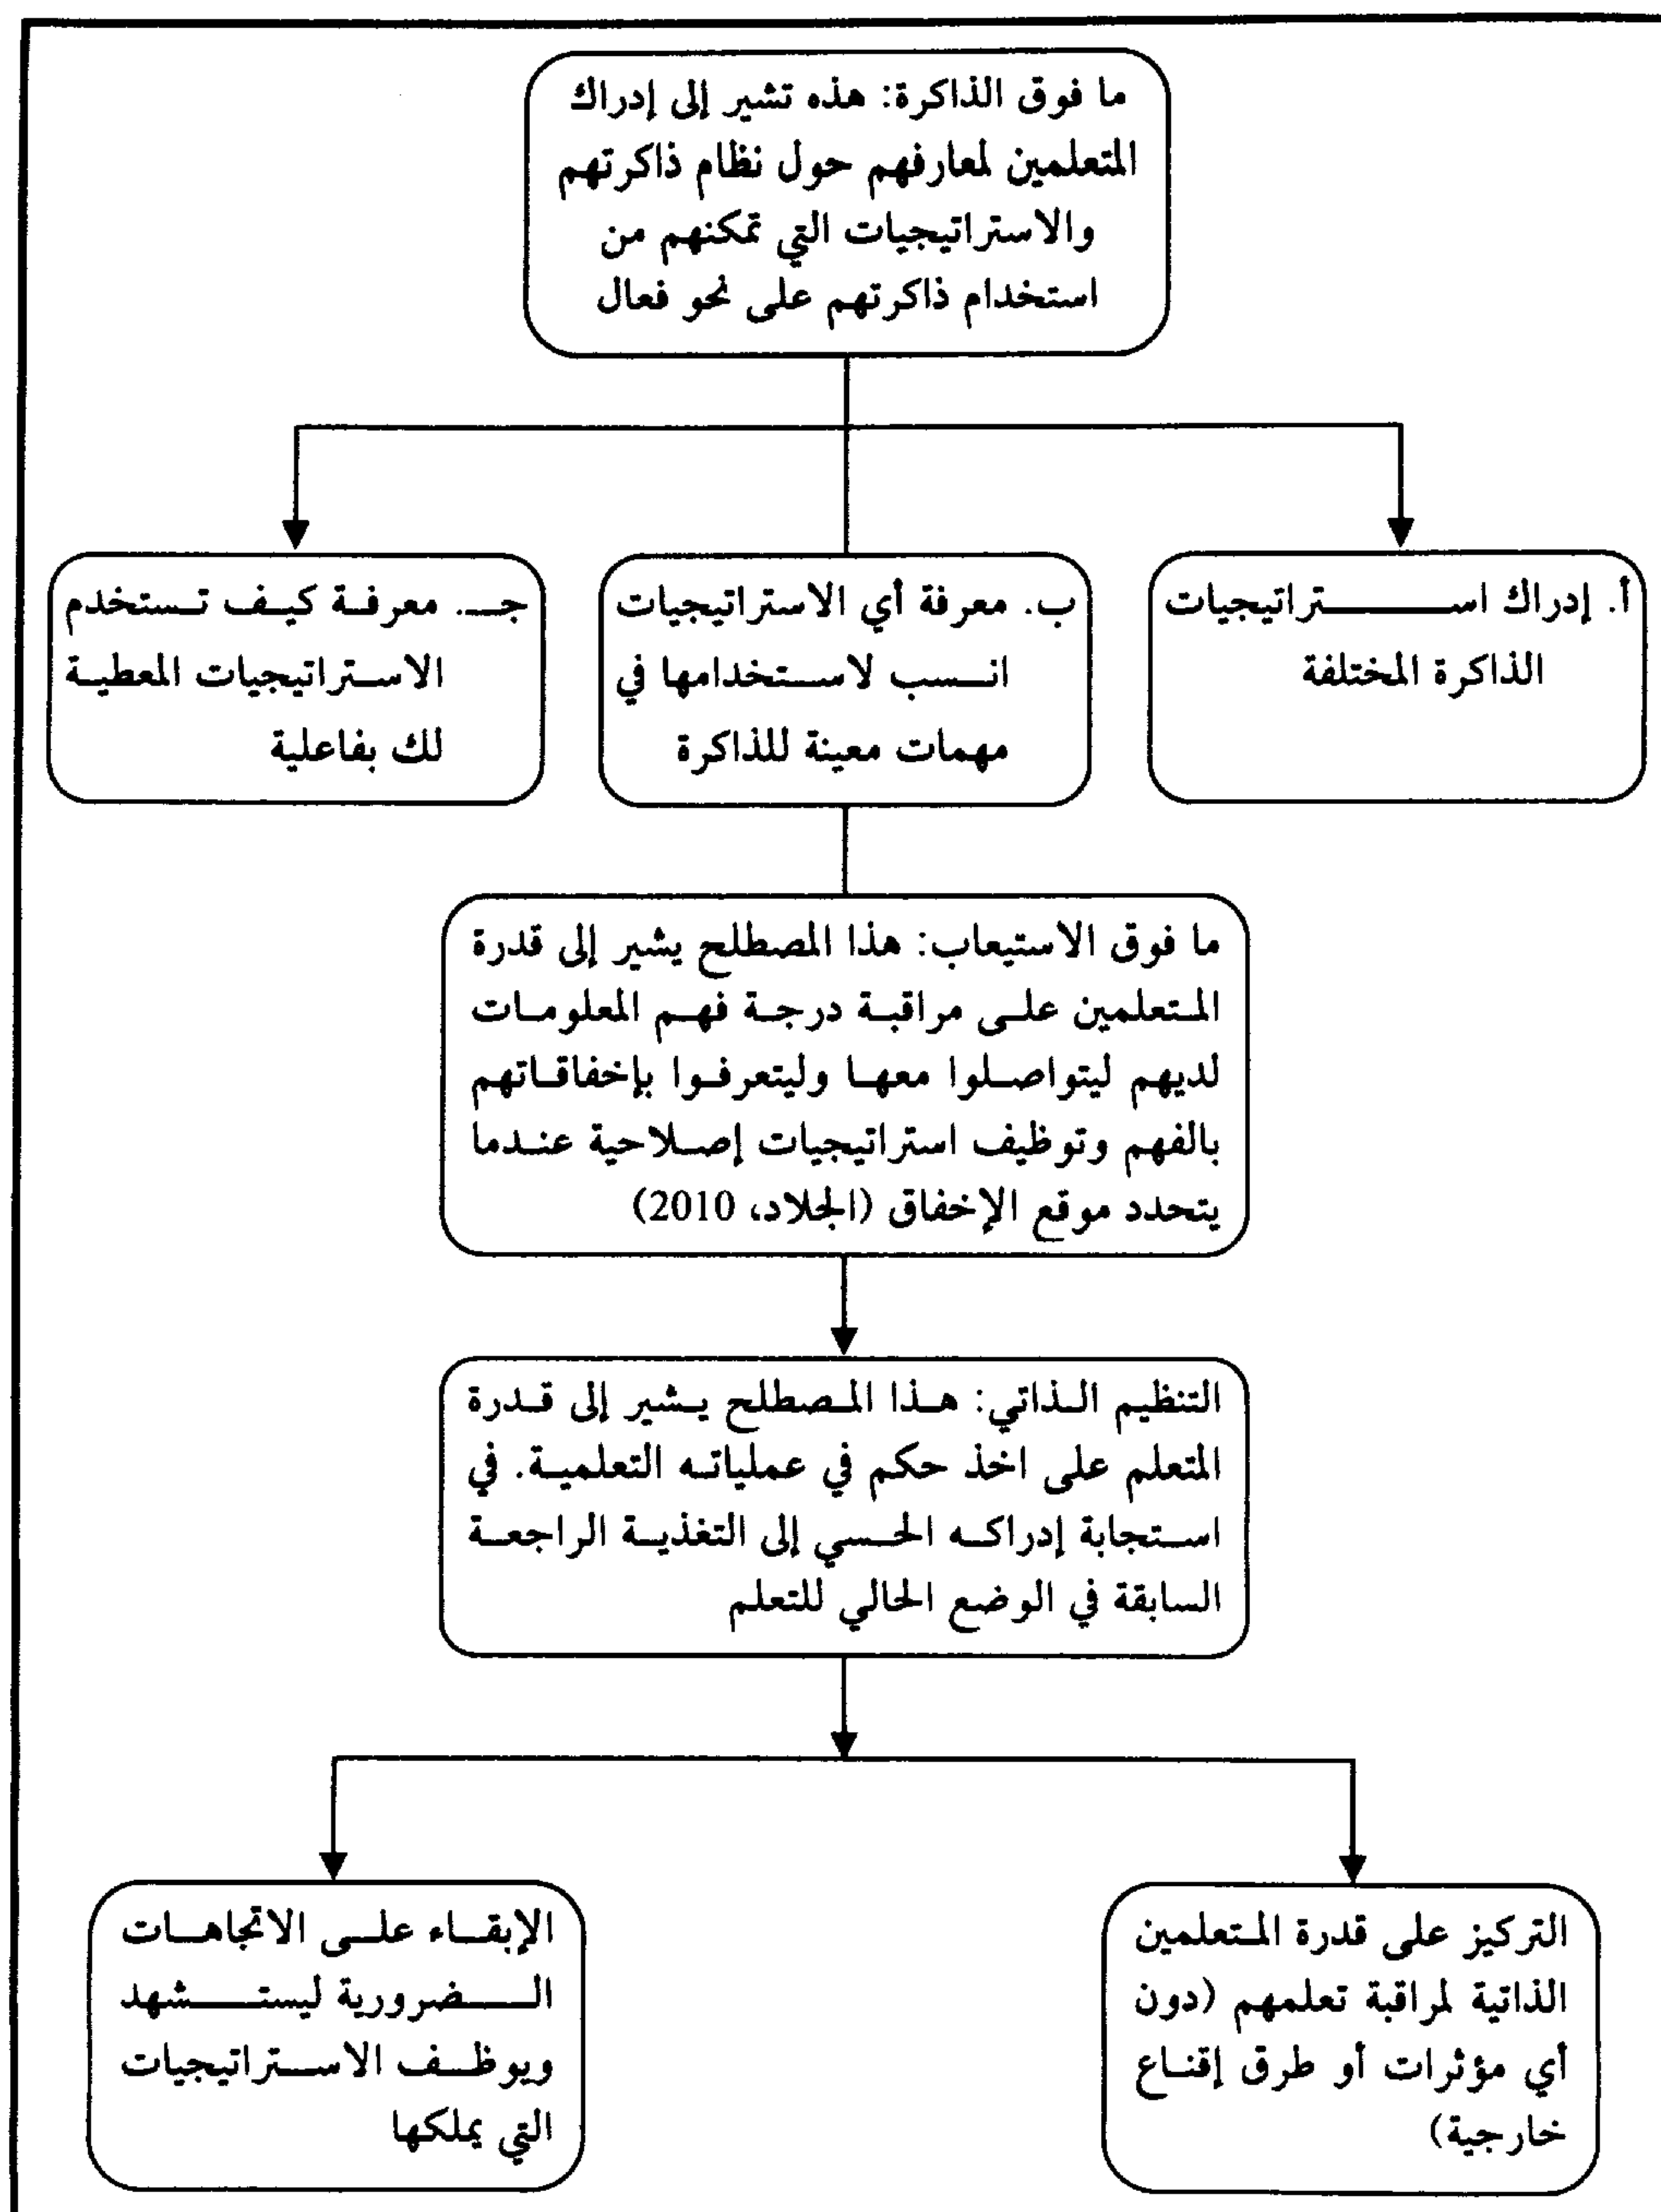 ما فوق الذاكرة: هذه تشير إلى إدراك
المتعلمين لمعارفهم حول نظام ذاكرتهم
والاستراتيجيات التي تمكنهم من
استخدام ذاكرتهم على نحو فعال
أ. إدراك استراتيجيات
الذاكرة المختلفة
ب. معرفة أي الاستراتيجيات
انسب لاستخدامها في
مهمات معينة للذاكرة
جـ. معرفة كيف تستخدم
الاستراتيجيات المعطية
لك بفاعلية
ما فوق الاستيعاب: هذا المصطلح يشير إلى قدرة
المتعلمين على مراقبة درجة فهم المعلومات
لديهم ليتواصلوا معها وليتعرفوا بإخفاقاتهم
بالفهم وتوظيف استراتيجيات إصلاحية عندما
يتحدد موقع الإخفاق (الجلاد، 2010)
التنظيم الذاتي: هذا المصطلح يشير إلى قدرة
المتعلم على اخذ حكم في عملياته التعلمية. في
استجابة إدراكه الحسي إلى التغذية الراجعة
السابقة في الوضع الحالي للتعلم
التركيز على قدرة المتعلمين
الذاتية لمراقبة تعلمهم (دون
أي مؤثرات أو طرق إقناع
خارجية)
الإبقاء على الاتجاهات
الضرورية ليستشهد
ويوظف الاستراتيجيات
التي يملكها